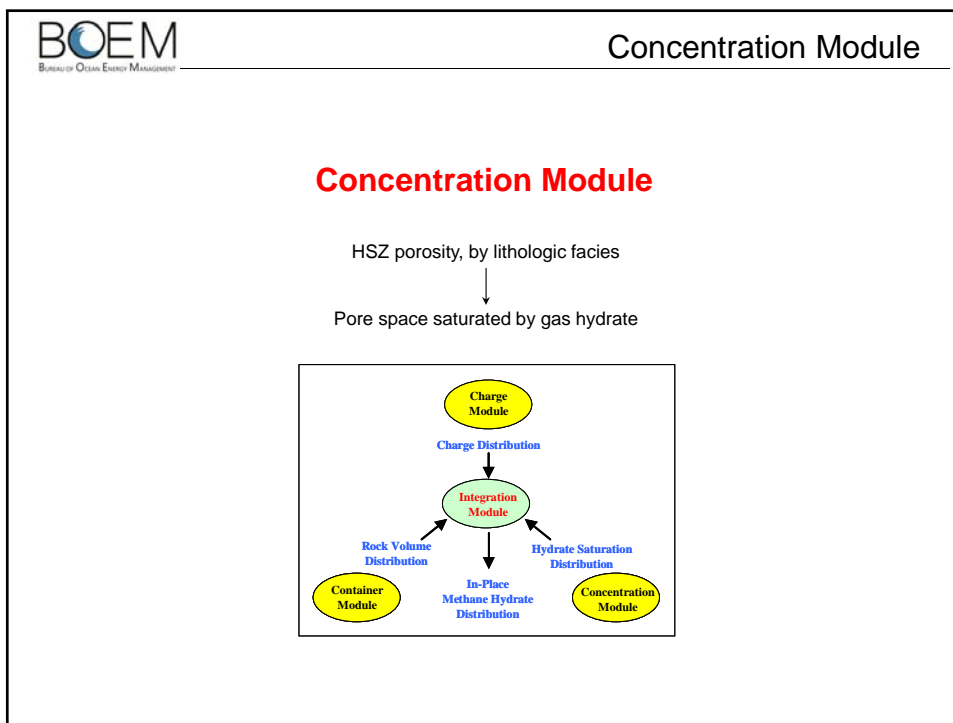 BOEM
BUREAU OF OCEAN ENERGY MANAGEMENT
Concentration Module
Concentration Module
HSZ porosity, by lithologic facies
Pore space saturated by gas hydrate
Charge
Module
Charge Distribution
Integration
Module
Rock Volume
Distribution
Hydrate Saturation
Distribution
Container
Module
In-Place
Methane Hydrate
Distribution
Concentration
Module